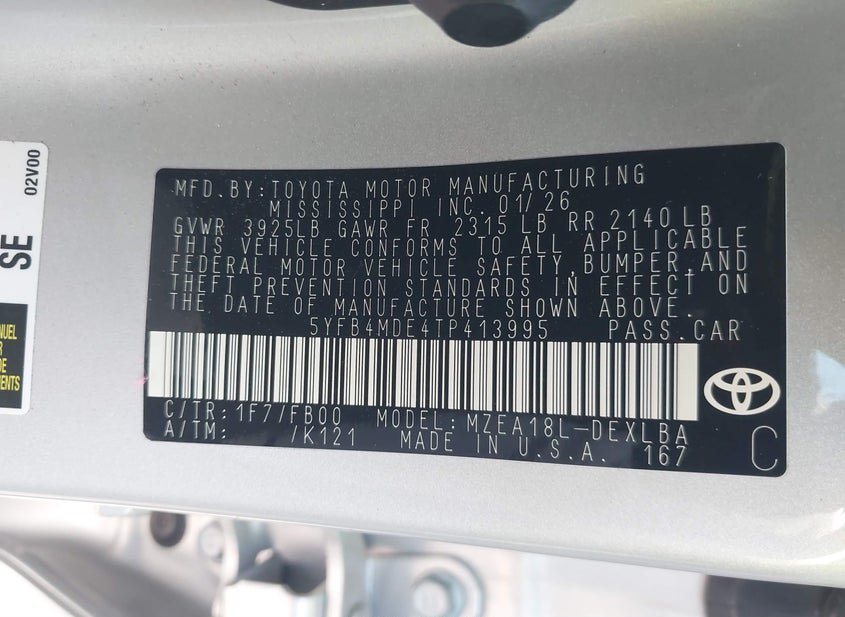 02V00
SE
MFD.BY:TOYOTA MOTOR MANUFACTURING
MISSISSIPPI INC. 01/26
GVWR 3925LB GAWR FR 2315 LB RR 2140 LB
THIS VEHICLE CONFORMS TO ALL APPLICABLE
FEDERAL MOTOR VEHICLE SAFETY,BUMPER,AND
THEFT PREVENTION STANDARDS IN EFFECT ON
THE DATE OF MANUFACTURE SHOWN ABOVE.
5YFB4MDE4TP413995 PASS.CAR
C/TR:1F7/FB00 MODEL:MZEA18L-DEXLBA
A/TM: /K121 MADE IN U.S.A. 167
C